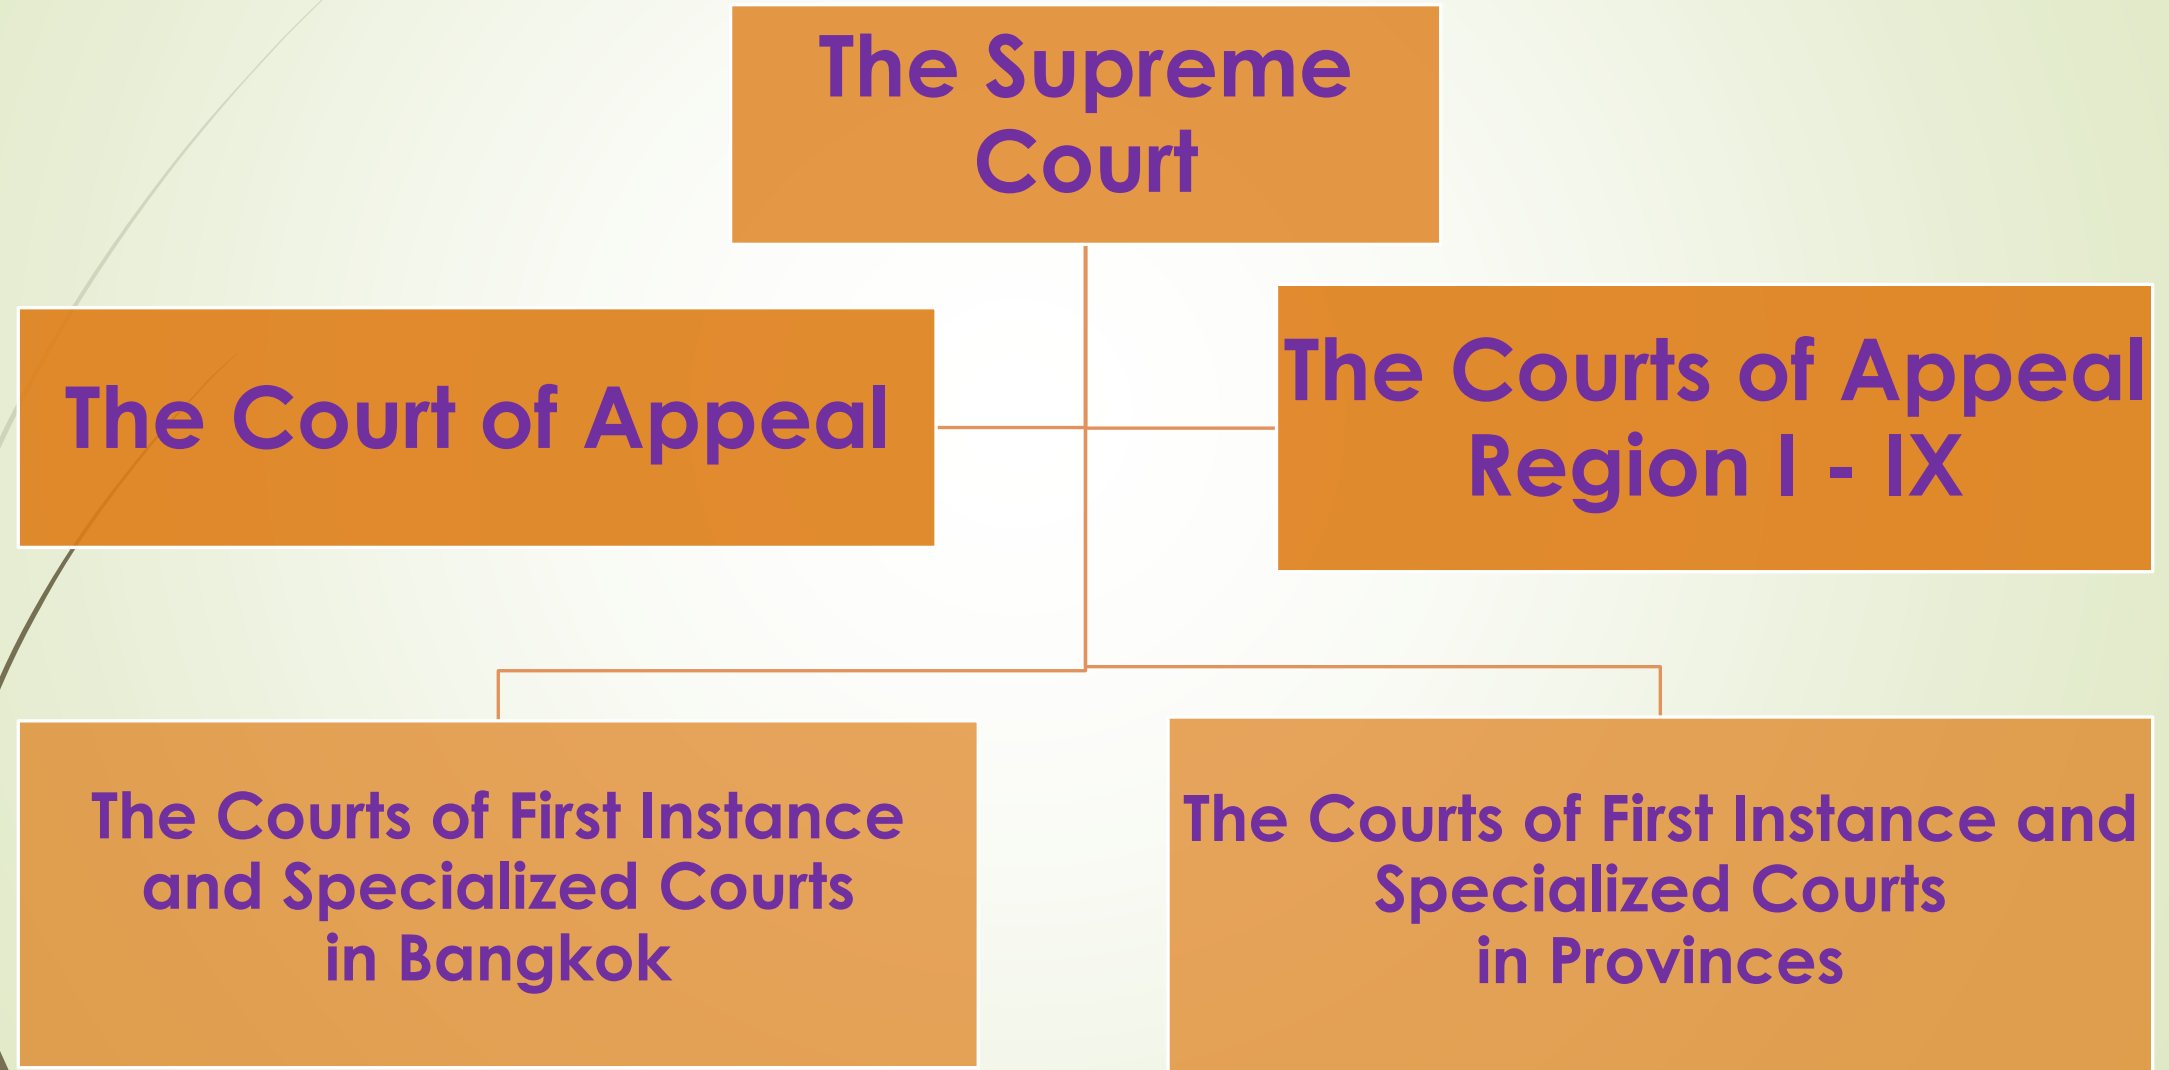 The Supreme
Court
The Court of Appeal
The Courts of Appeal
Region I - IX
The Courts of First Instance
and Specialized Courts
in Bangkok
The Courts of First Instance and
Specialized Courts
in Provinces